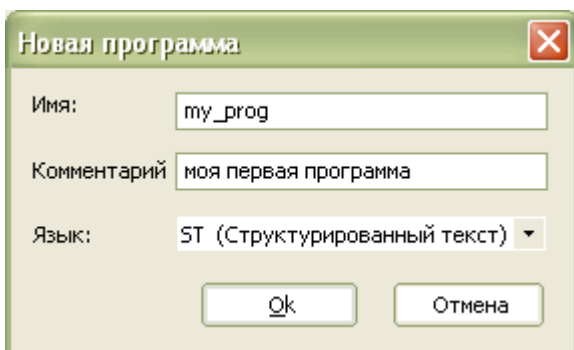 Новая программа
Имя: my_prog
Комментарий моя первая программа
Язык: ST (Структурированный текст)
Ok Отмена